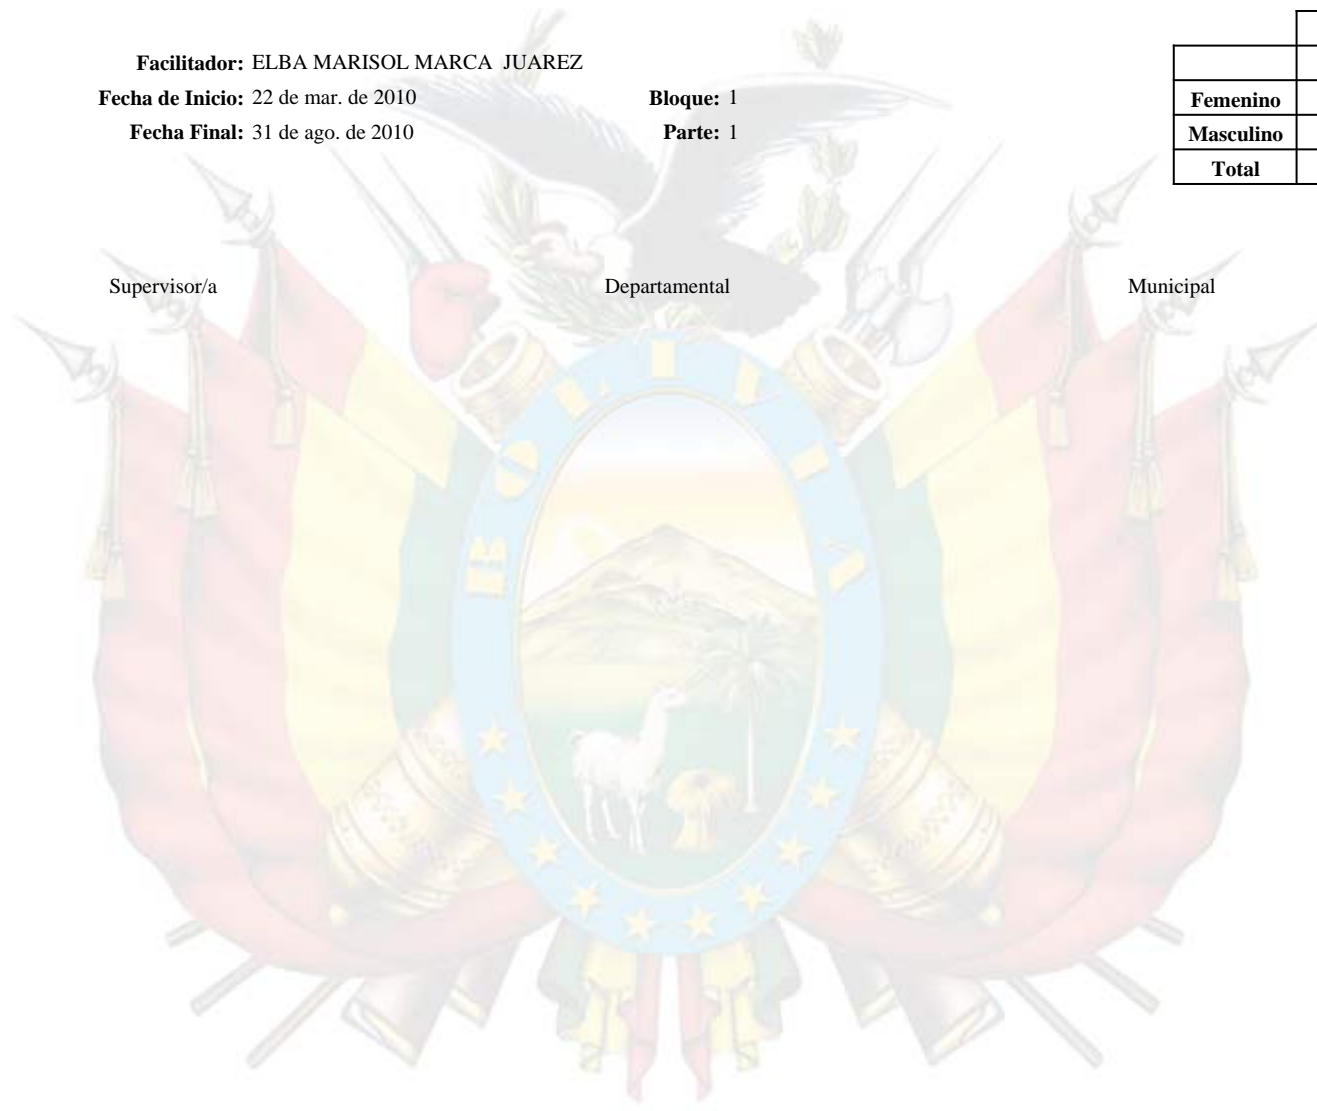 Facilitador: ELBA MARISOL MARCA JUAREZ
Fecha de Inicio: 22 de mar. de 2010 Bloque: 1
Fecha Final: 31 de ago. de 2010 Parte: 1
Femenino
Masculino
Total
Supervisor/a Departamental Municipal
BOLIVIA